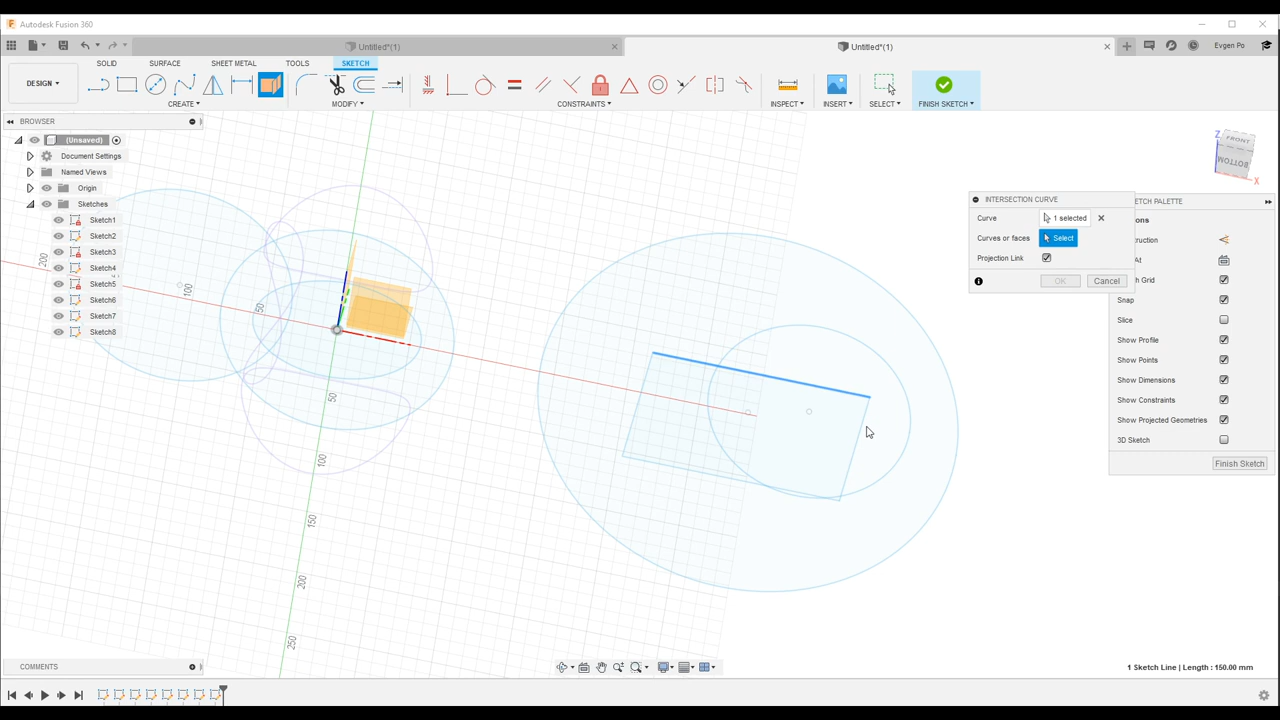 Autodesk Fusion 360
Untitled*(1)
Untitled*(1)
Evgen Po
DESIGN
SOLID
SURFACE
SHEET METAL
TOOLS
SKETCH
CREATE
MODIFY
CONSTRAINTS
INSPECT
INSERT
SELECT
FINISH SKETCH
BROWSER
(Unsaved)
Document Settings
Named Views
Origin
Sketches
Sketch1
Sketch2
Sketch3
Sketch4
Sketch5
Sketch6
Sketch7
Sketch8
200
100
50
50
100
150
200
250
Z
FRONT
BOTTOM
X
INTERSECTION CURVE
Curve
1 selected
Curves or faces
Select
Projection Link
OK
Cancel
ETCH PALETTE
ons
nstruction
At
h Grid
Snap
Slice
Show Profile
Show Points
Show Dimensions
Show Constraints
Show Projected Geometries
3D Sketch
Finish Sketch
COMMENTS
1 Sketch Line | Length : 150.00 mm